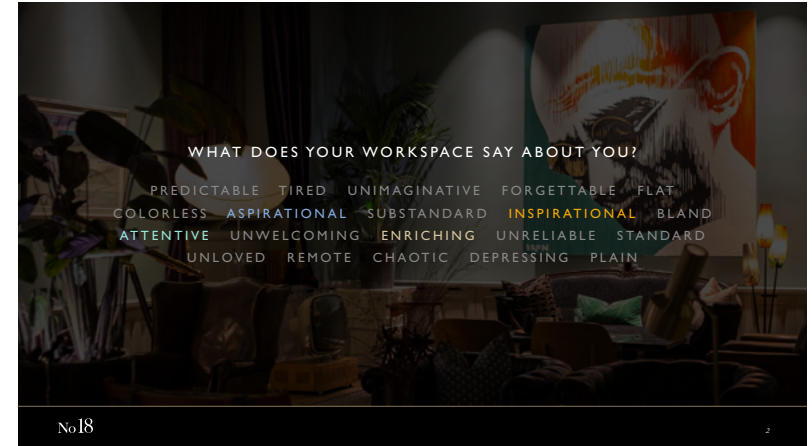 WHAT DOES YOUR WORKSPACE SAY ABOUT YOU?
PREDICTABLE TIRED UNIMAGINATIVE FORGETTABLE FLAT
COLORLESS ASPIRATIONAL SUBSTANDARD INSPIRATIONAL BLAND
ATTENTIVE UNWELCOMING ENRICHING UNRELIABLE STANDARD
UNLOVED REMOTE CHAOTIC DEPRESSING PLAIN
No18
2